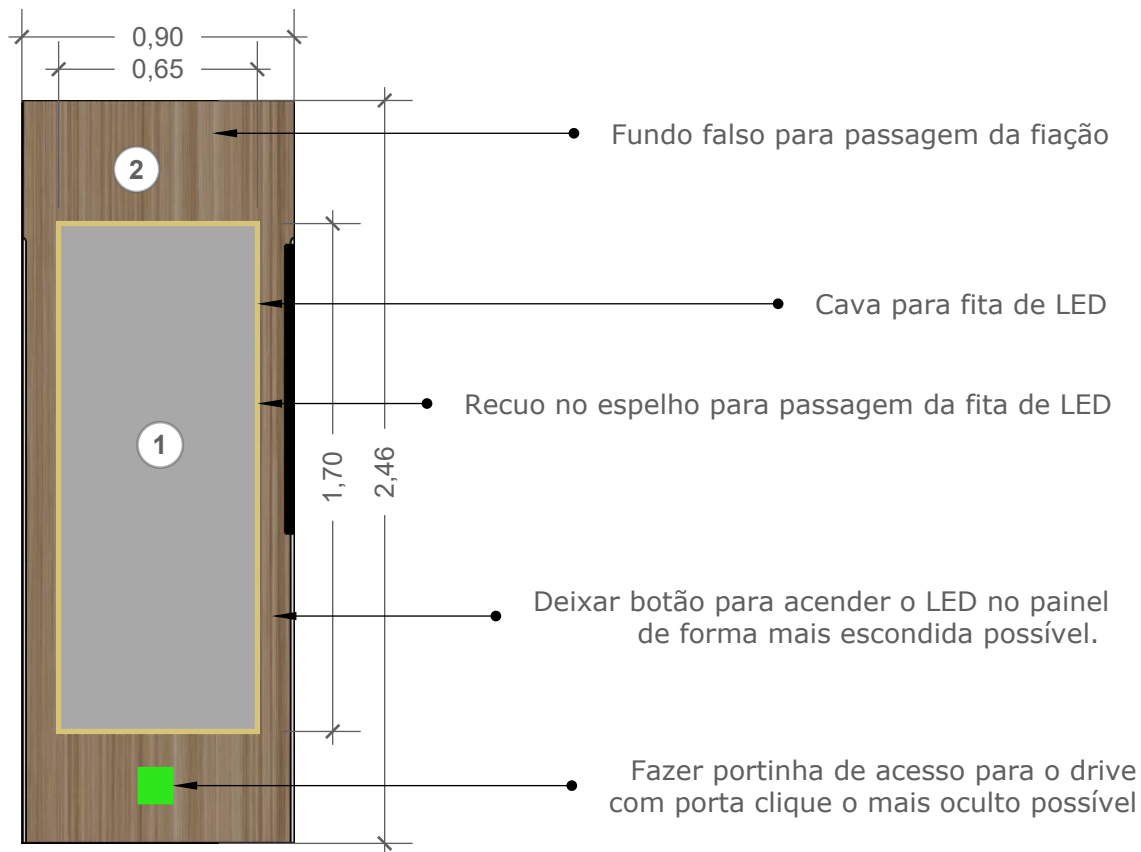 0,90
0,65
Fundo falso para passagem da fiação
2
Cava para fita de LED
Recuo no espelho para passagem da fita de LED
1
1,70
2,46
Deixar botão para acender o LED no painel
de forma mais escondida possível.
Fazer portinha de acesso para o drive
com porta clique o mais oculto possível